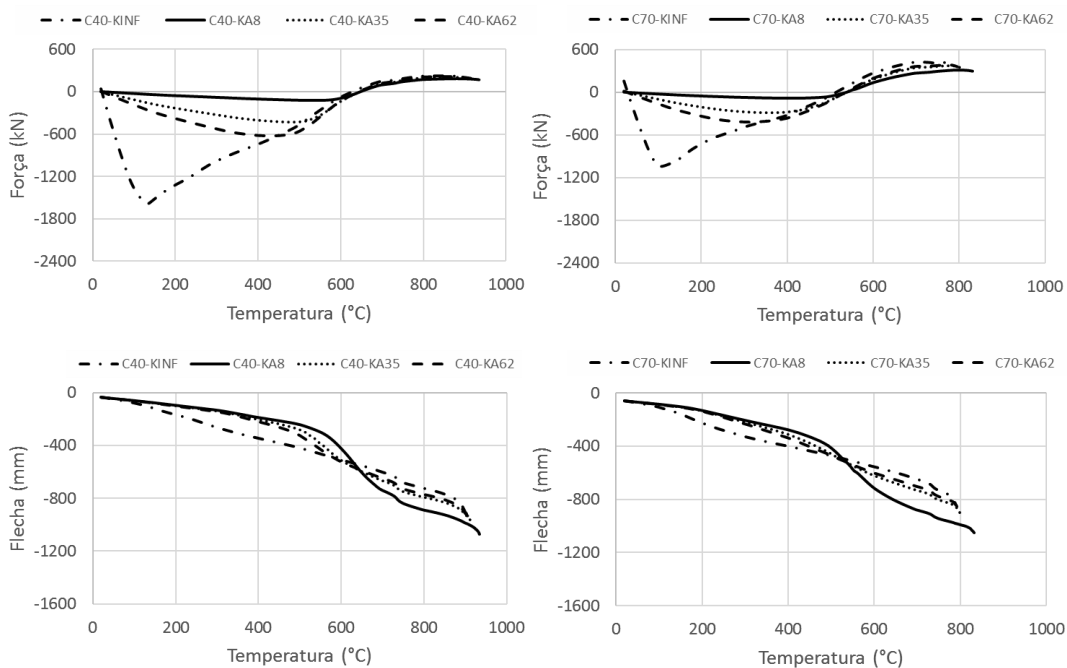 C40-KINF C40-KA8 C40-KA35 C40-KA62
600
0
-600
-1200
-1800
-2400
Força (kN)
0 200 400 600 800 1000
Temperatura (°C)
C70-KINF C70-KA8 C70-KA35 C70-KA62
600
0
-600
-1200
-1800
-2400
Força (kN)
0 200 400 600 800 1000
Temperatura (°C)
C40-KINF C40-KA8 C40-KA35 C40-KA62
0
-400
-800
-1200
-1600
Flecha (mm)
0 200 400 600 800 1000
Temperatura (°C)
C70-KINF C70-KA8 C70-KA35 C70-KA62
0
-400
-800
-1200
-1600
Flecha (mm)
0 200 400 600 800 1000
Temperatura (°C)